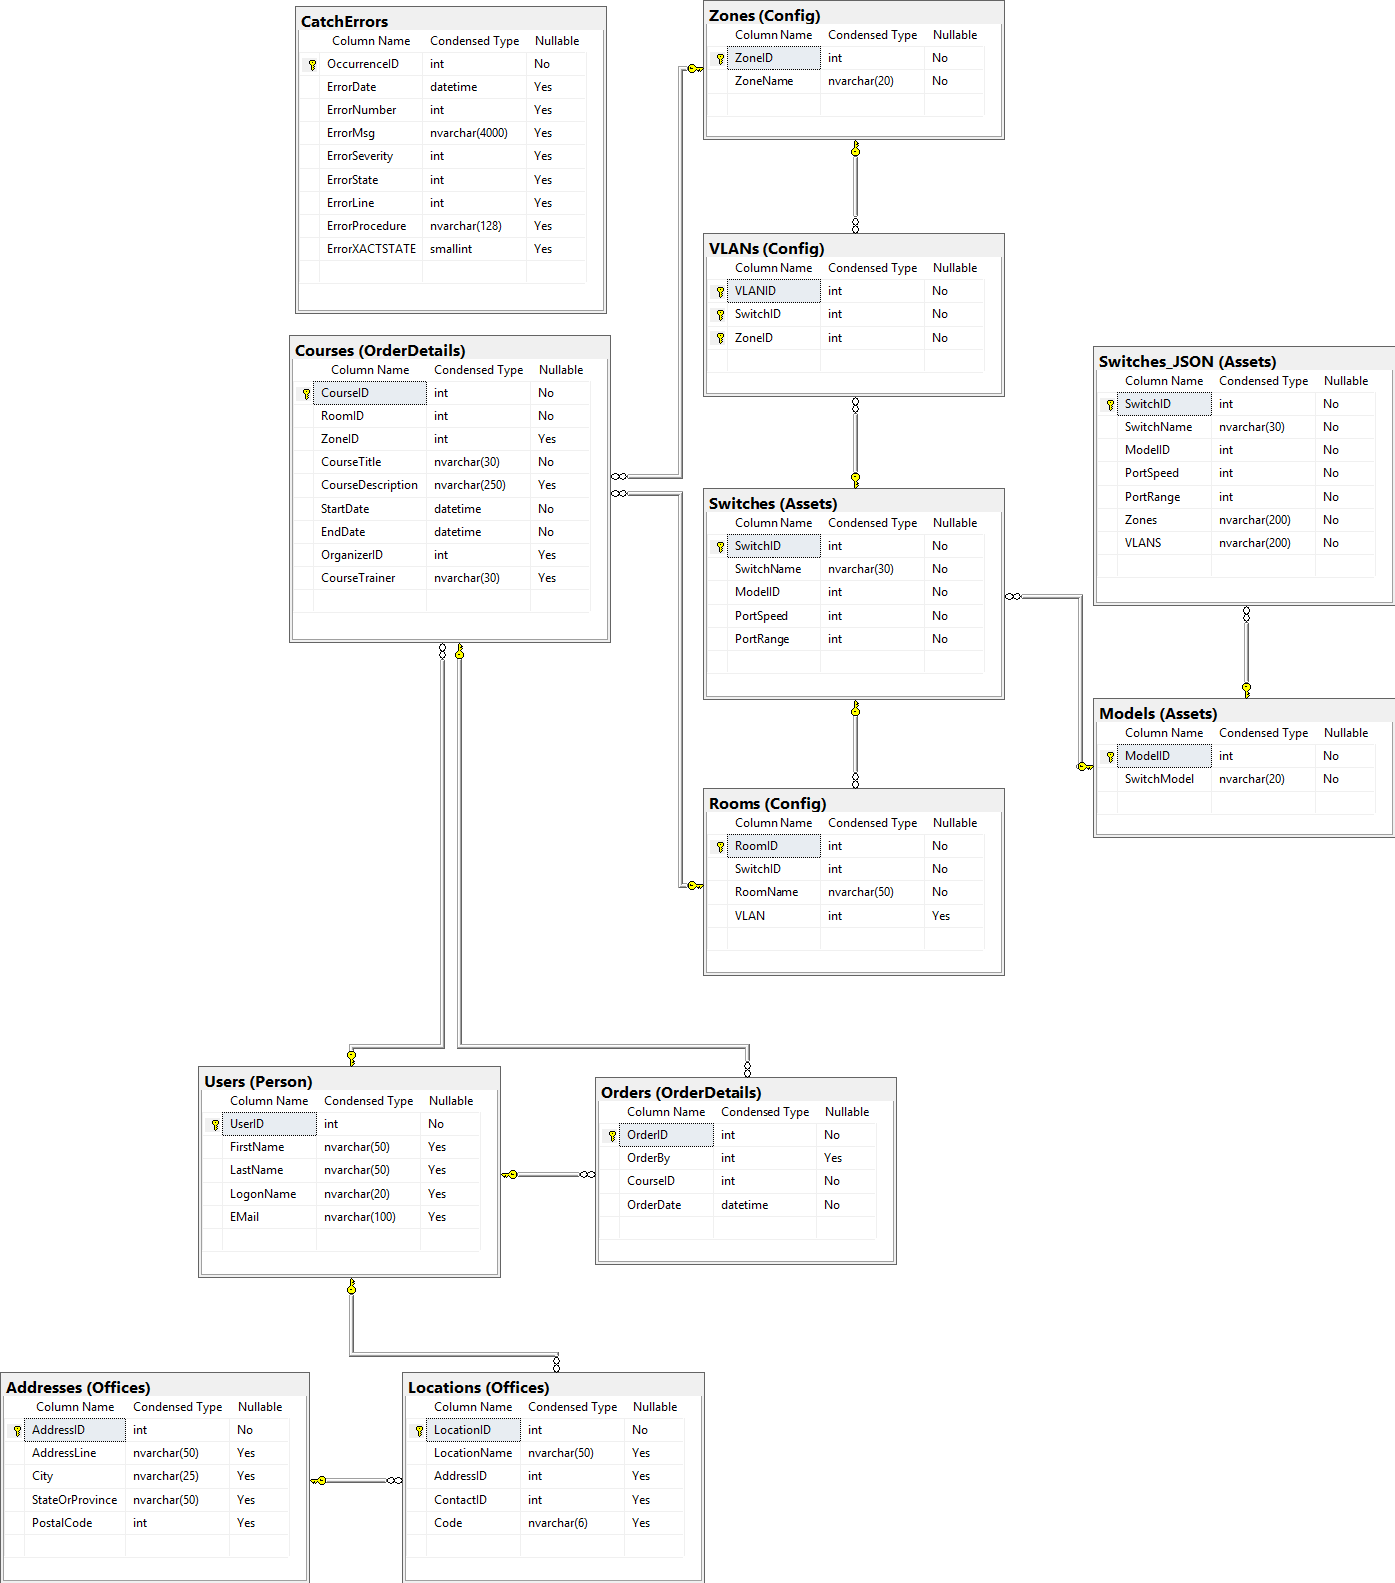 CatchErrors
Column Name Condensed Type Nullable
OccurrenceID int No
ErrorDate datetime Yes
ErrorNumber int Yes
ErrorMsg nvarchar(4000) Yes
ErrorSeverity int Yes
ErrorState int Yes
ErrorLine int Yes
ErrorProcedure nvarchar(128) Yes
ErrorXACTSTATE smallint Yes
Zones (Config)
Column Name Condensed Type Nullable
ZoneID int No
ZoneName nvarchar(20) No
VLANs (Config)
Column Name Condensed Type Nullable
VLANID int No
SwitchID int No
ZoneID int No
Courses (OrderDetails)
Column Name Condensed Type Nullable
CourseID int No
RoomID int No
ZoneID int Yes
CourseTitle nvarchar(30) No
CourseDescription nvarchar(250) Yes
StartDate datetime No
EndDate datetime No
OrganizerID int Yes
CourseTrainer nvarchar(30) Yes
Switches_JSON (Assets)
Column Name Condensed Type Nullable
SwitchID int No
SwitchName nvarchar(30) No
ModelID int No
PortSpeed int No
PortRange int No
Zones nvarchar(200) No
VLANS nvarchar(200) No
Switches (Assets)
Column Name Condensed Type Nullable
SwitchID int No
SwitchName nvarchar(30) No
ModelID int No
PortSpeed int No
PortRange int No
Models (Assets)
Column Name Condensed Type Nullable
ModelID int No
SwitchModel nvarchar(20) No
Rooms (Config)
Column Name Condensed Type Nullable
RoomID int No
SwitchID int No
RoomName nvarchar(50) No
VLAN int Yes
Users (Person)
Column Name Condensed Type Nullable
UserID int No
FirstName nvarchar(50) Yes
LastName nvarchar(50) Yes
LogonName nvarchar(20) Yes
EMail nvarchar(100) Yes
Orders (OrderDetails)
Column Name Condensed Type Nullable
OrderID int No
OrderBy int Yes
CourseID int No
OrderDate datetime No
Addresses (Offices)
Column Name Condensed Type Nullable
AddressID int No
AddressLine nvarchar(50) Yes
City nvarchar(25) Yes
StateOrProvince nvarchar(50) Yes
PostalCode int Yes
Locations (Offices)
Column Name Condensed Type Nullable
LocationID int No
LocationName nvarchar(50) Yes
AddressID int Yes
ContactID int Yes
Code nvarchar(6) Yes